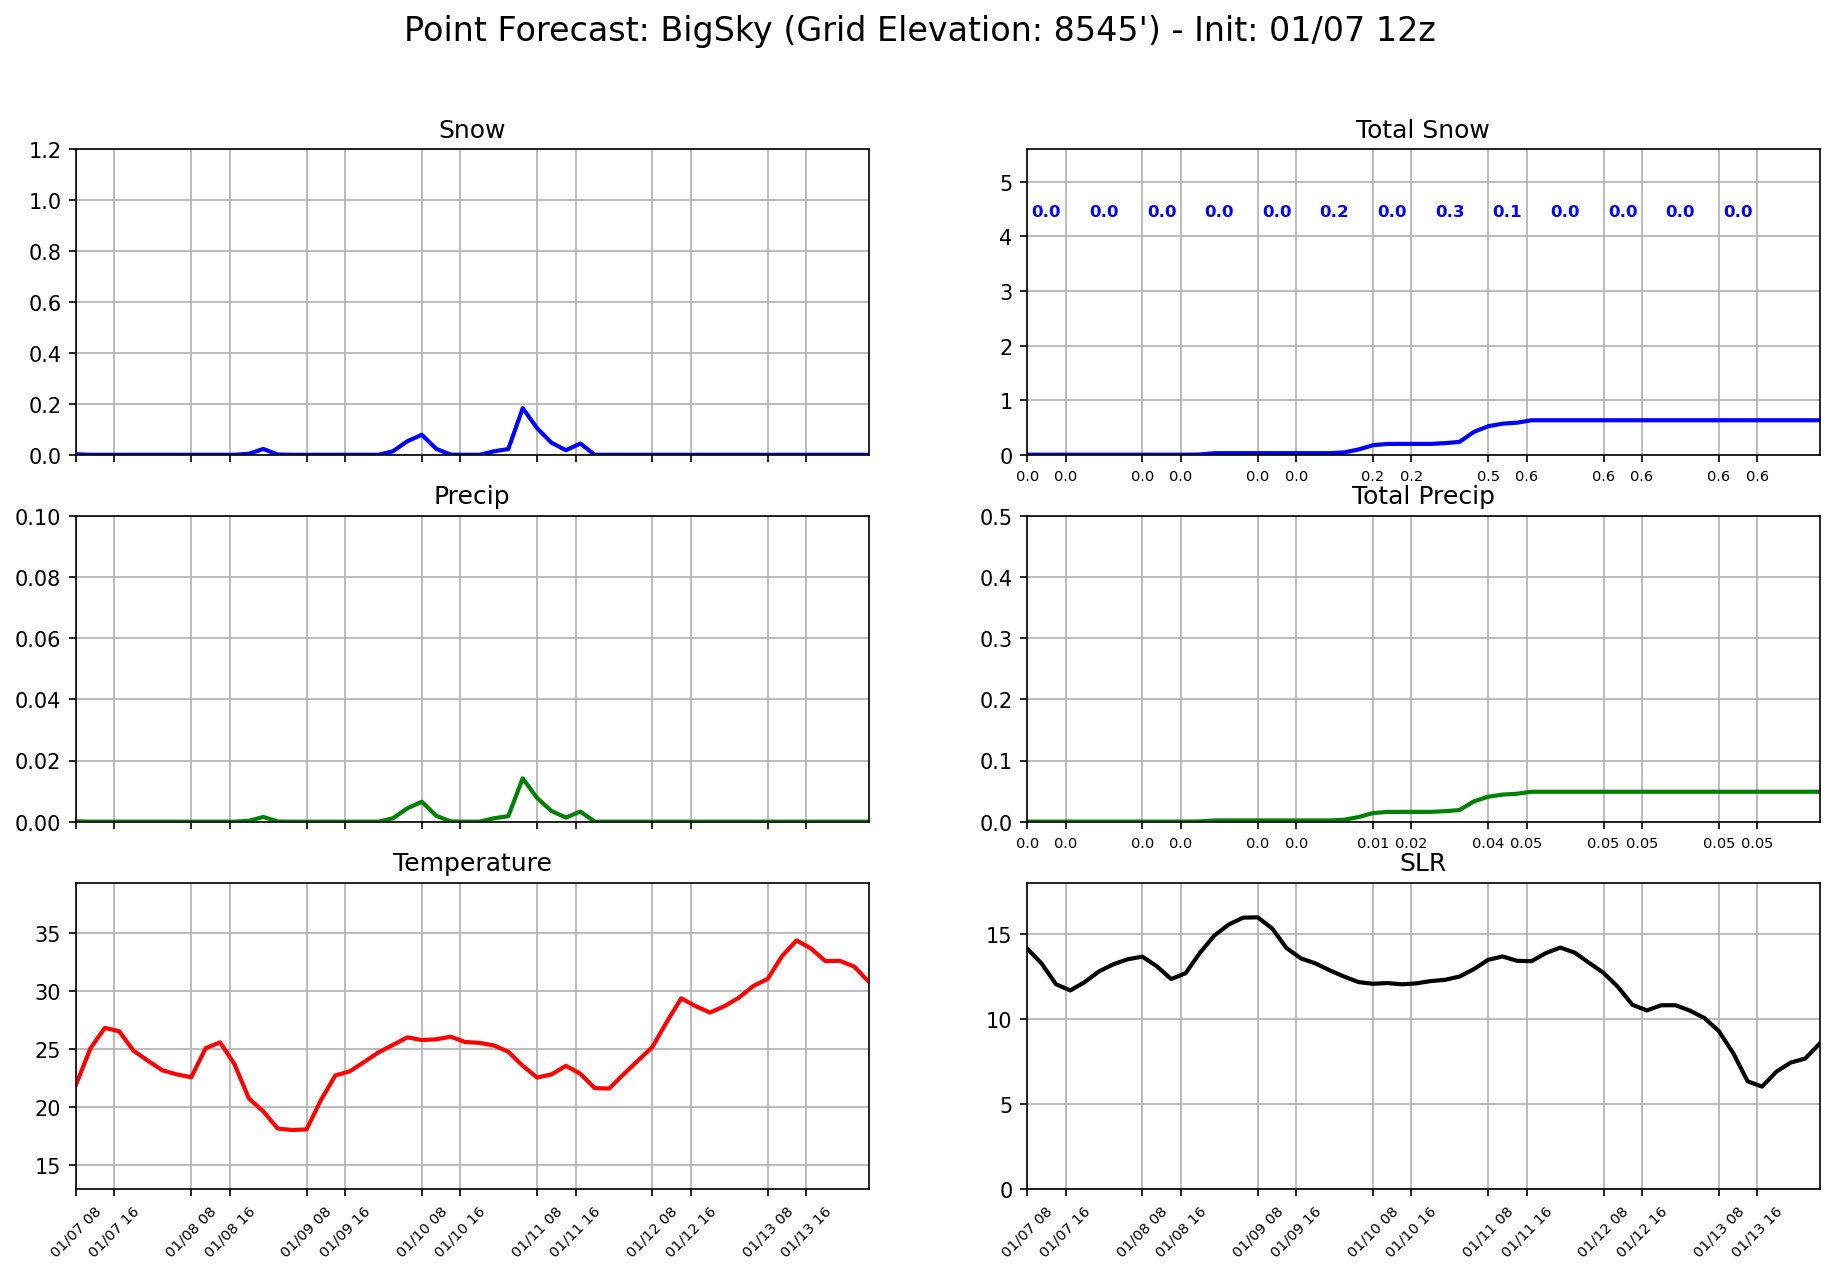 Point Forecast: BigSky (Grid Elevation: 8545') - Init: 01/07 12z
Snow
1.2
1.0
0.8
0.6
0.4
0.2
0.0
Total Snow
5
4
3
2
1
0
0.0 0.0 0.0 0.0 0.0 0.2 0.0 0.3 0.1 0.0 0.0 0.0 0.0
0.0 0.0 0.0 0.0 0.0 0.0 0.2 0.2 0.5 0.6 0.6 0.6 0.6 0.6
Precip
0.10
0.08
0.06
0.04
0.02
0.00
Total Precip
0.5
0.4
0.3
0.2
0.1
0.0
0.0 0.0 0.0 0.0 0.0 0.0 0.01 0.02 0.04 0.05 0.05 0.05 0.05 0.05
Temperature
35
30
25
20
15
01/07 08 01/07 16 01/08 08 01/08 16 01/09 08 01/09 16 01/10 08 01/10 16 01/11 08 01/11 16 01/12 08 01/12 16 01/13 08 01/13 16
SLR
15
10
5
0
01/07 08 01/07 16 01/08 08 01/08 16 01/09 08 01/09 16 01/10 08 01/10 16 01/11 08 01/11 16 01/12 08 01/12 16 01/13 08 01/13 16